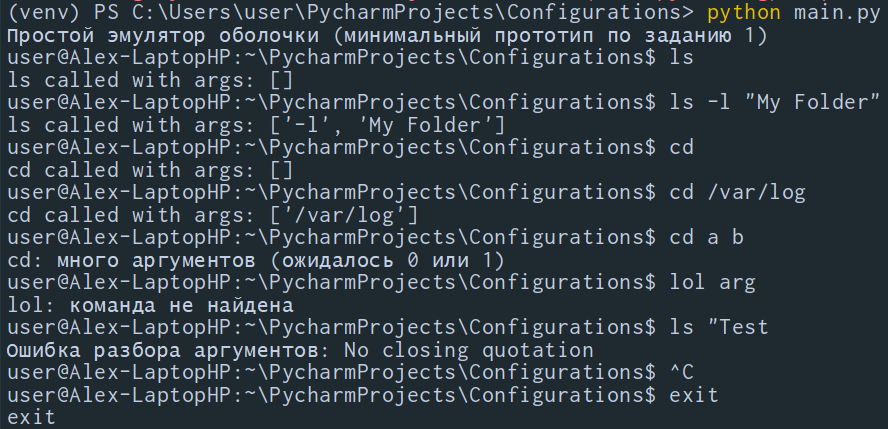 (venv) PS C:\Users\user\PycharmProjects\Configurations> python main.py
Простой эмулятор оболочки (минимальный прототип по заданию 1)
user@Alex-LaptopHP:~\PycharmProjects\Configurations$ ls
ls called with args: []
user@Alex-LaptopHP:~\PycharmProjects\Configurations$ ls -l "My Folder"
ls called with args: ['-l', 'My Folder']
user@Alex-LaptopHP:~\PycharmProjects\Configurations$ cd
cd called with args: []
user@Alex-LaptopHP:~\PycharmProjects\Configurations$ cd /var/log
cd called with args: ['/var/log']
user@Alex-LaptopHP:~\PycharmProjects\Configurations$ cd a b
cd: много аргументов (ожидалось 0 или 1)
user@Alex-LaptopHP:~\PycharmProjects\Configurations$ lol arg
lol: команда не найдена
user@Alex-LaptopHP:~\PycharmProjects\Configurations$ ls "Test
Ошибка разбора аргументов: No closing quotation
user@Alex-LaptopHP:~\PycharmProjects\Configurations$ ^C
user@Alex-LaptopHP:~\PycharmProjects\Configurations$ exit
exit